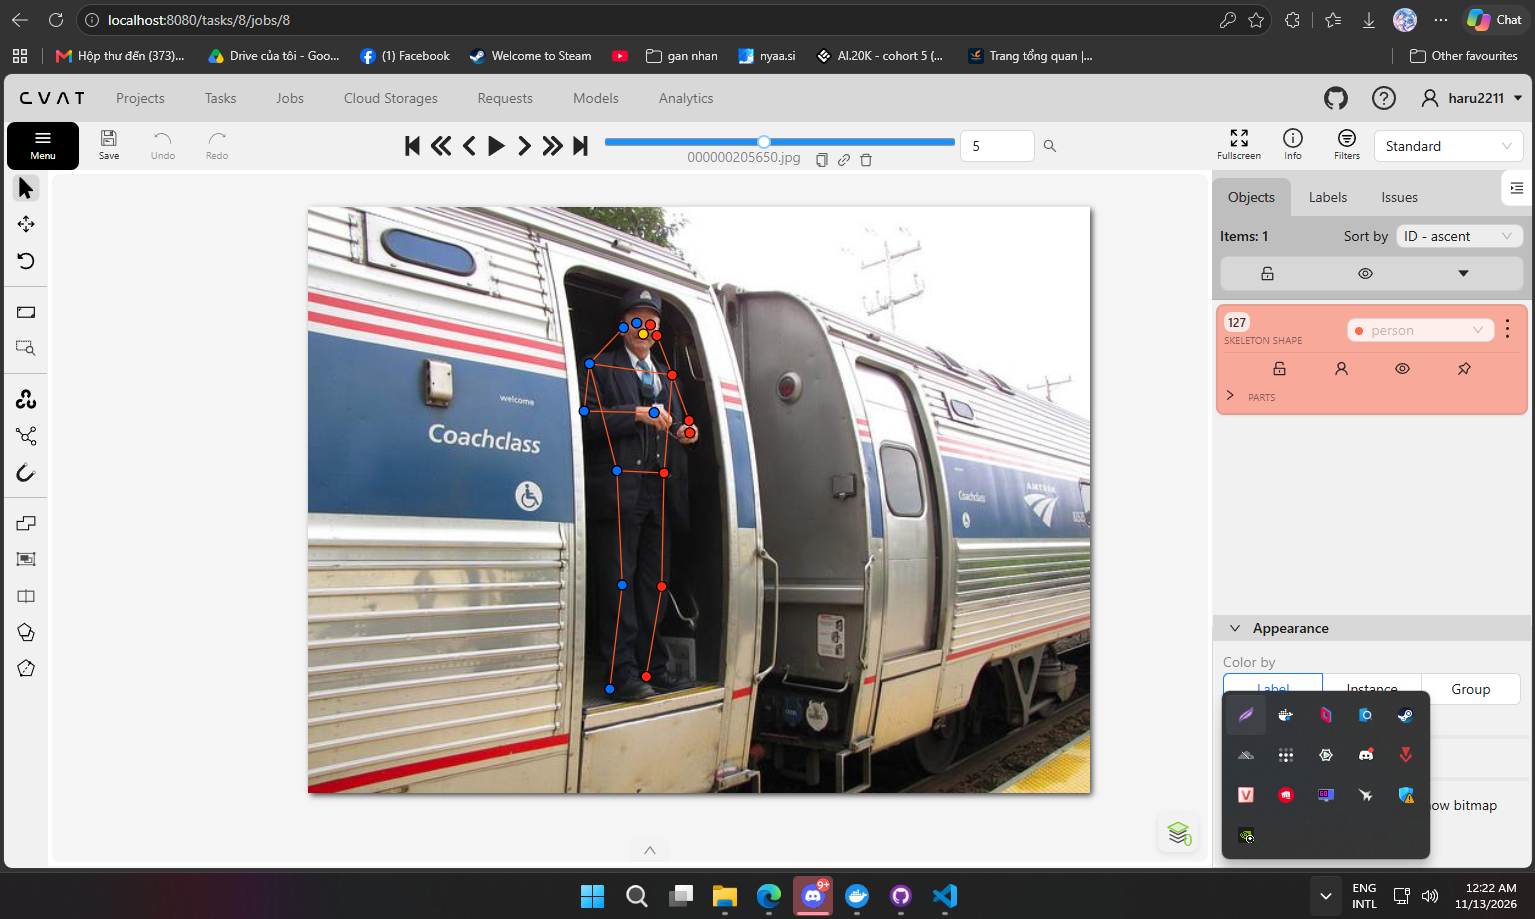 localhost:8080/tasks/8/jobs/8
Chat
Hộp thư đến (373)...
Drive của tôi - Goo...
(1) Facebook
Welcome to Steam
gan nhan
nyaa.si
AI.20K - cohort 5 (...
Trang tổng quan |...
Other favourites
CVAT
Projects
Tasks
Jobs
Cloud Storages
Requests
Models
Analytics
haru2211
Menu
Save
Undo
Redo
000000205650.jpg
5
Fullscreen
Info
Filters
Standard
Objects
Labels
Issues
Items: 1
Sort by
ID - ascent
127
SKELETON SHAPE
person
PARTS
welcome
Coachclass
Coachclass
AMTRAK
Appearance
Color by
Label
Instance
Group
ow bitmap
0
9+
ENG
INTL
12:22 AM
11/13/2026